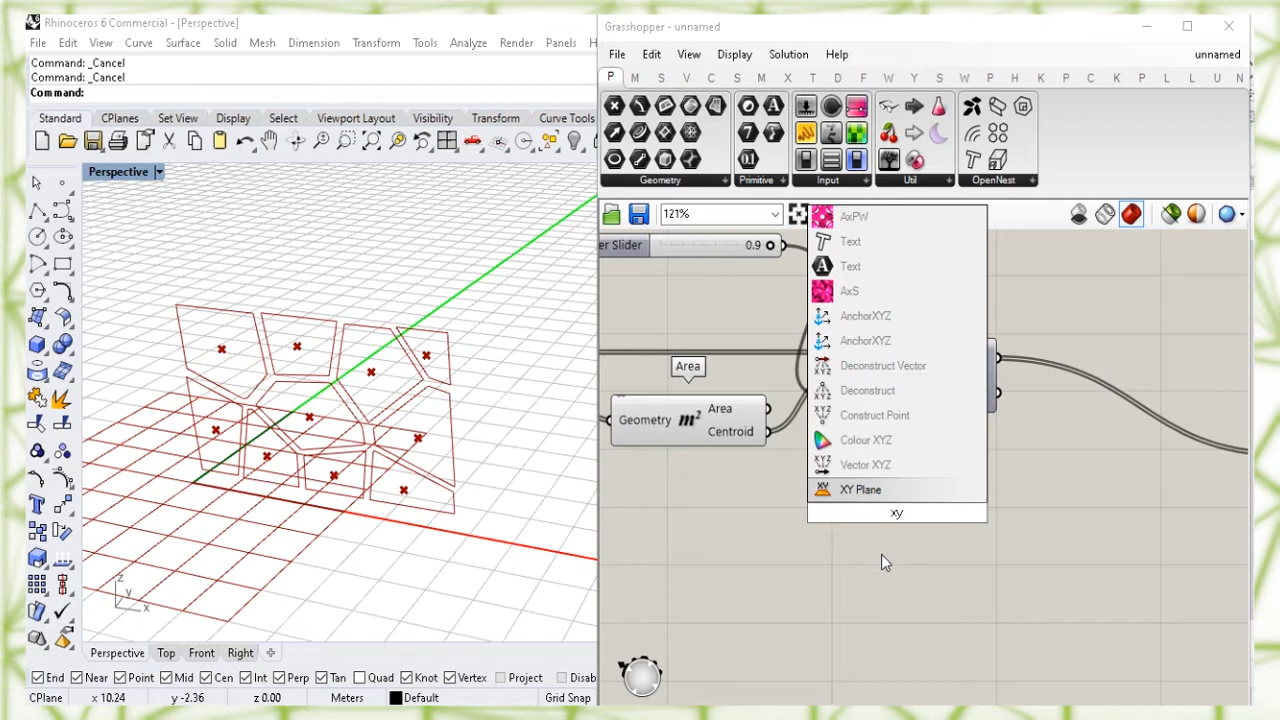 Rhinoceros 6 Commercial - [Perspective]
File Edit View Curve Surface Solid Mesh Dimension Transform Tools Analyze Render Panels H
Command: _Cancel
Command: _Cancel
Command:
Standard CPlanes Set View Disp Select Viewport Layout Visibility Transform Curve Tools
Perspective
z
y
x
Perspective Top Front Right
End Near Point Mid Cen Int Perp Tan Quad Knot Vertex Project Disab
CPlane x 10.24 y -2.36 z 0.00 Meters Default Grid Snap
Grasshopper - unnamed
File Edit View Display Solution Help unnamed
P M S V C S M X T D F W Y S W P H K P C K L U N
Geometry Primitive Input Util OpenNest
121%
er Slider 0.9
Area
Geometry m² Area
Centroid
AxPW
Text
Text
AxS
AnchorXYZ
AnchorXYZ
Deconstruct Vector
Deconstruct
Construct Point
Colour XYZ
Vector XYZ
XY Plane
xy